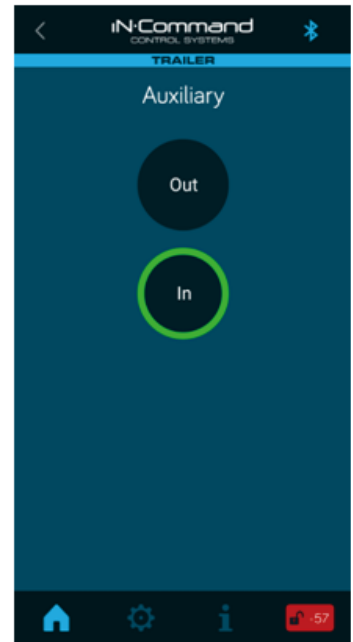 iN·Command
CONTROL SYSTEMS
TRAILER
Auxiliary
Out
In
-57